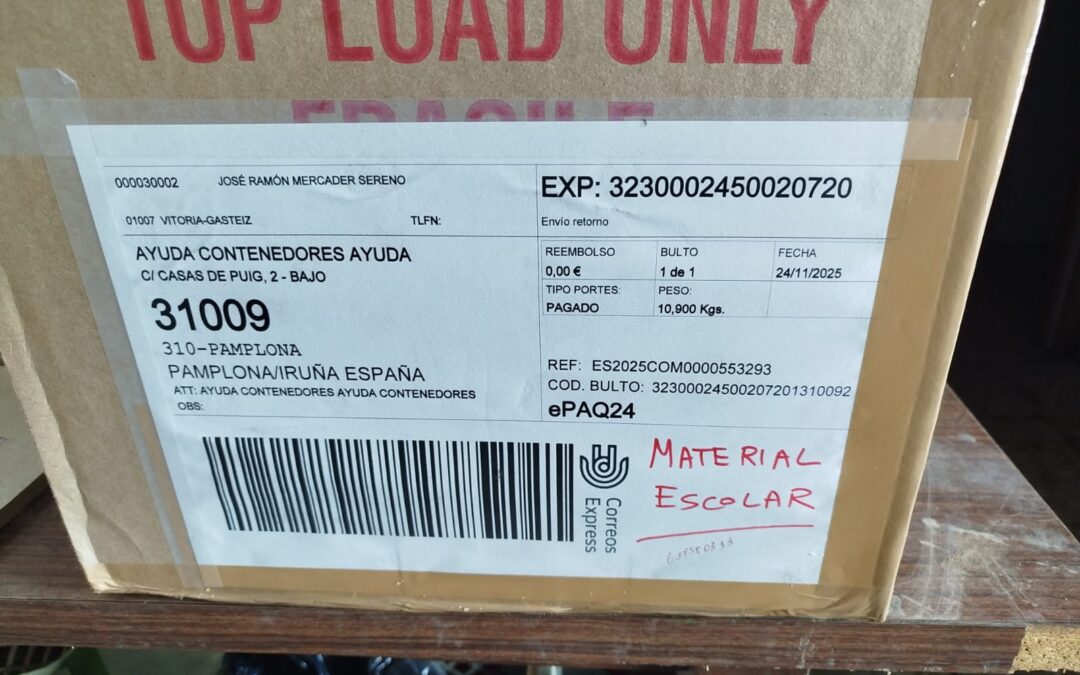 TOP LOAD ONLY
FRAGILE
000030002 JOSÉ RAMÓN MERCADER SERENO
01007 VITORIA-GASTEIZ TLFN:
AYUDA CONTENEDORES AYUDA
C/ CASAS DE PUIG, 2 - BAJO
31009
310-PAMPLONA
PAMPLONA/IRUÑA ESPAÑA
ATT: AYUDA CONTENEDORES AYUDA CONTENEDORES
OBS:
EXP: 3230002450020720
Envío retorno
REEMBOLSO BULTO FECHA
0,00 € 1 de 1 24/11/2025
TIPO PORTES: PESO:
PAGADO 10,900 Kgs.
REF: ES2025COM0000553293
COD. BULTO: 32300024500207201310092
ePAQ24
Correos
Express
MATERIAL
ESCOLAR